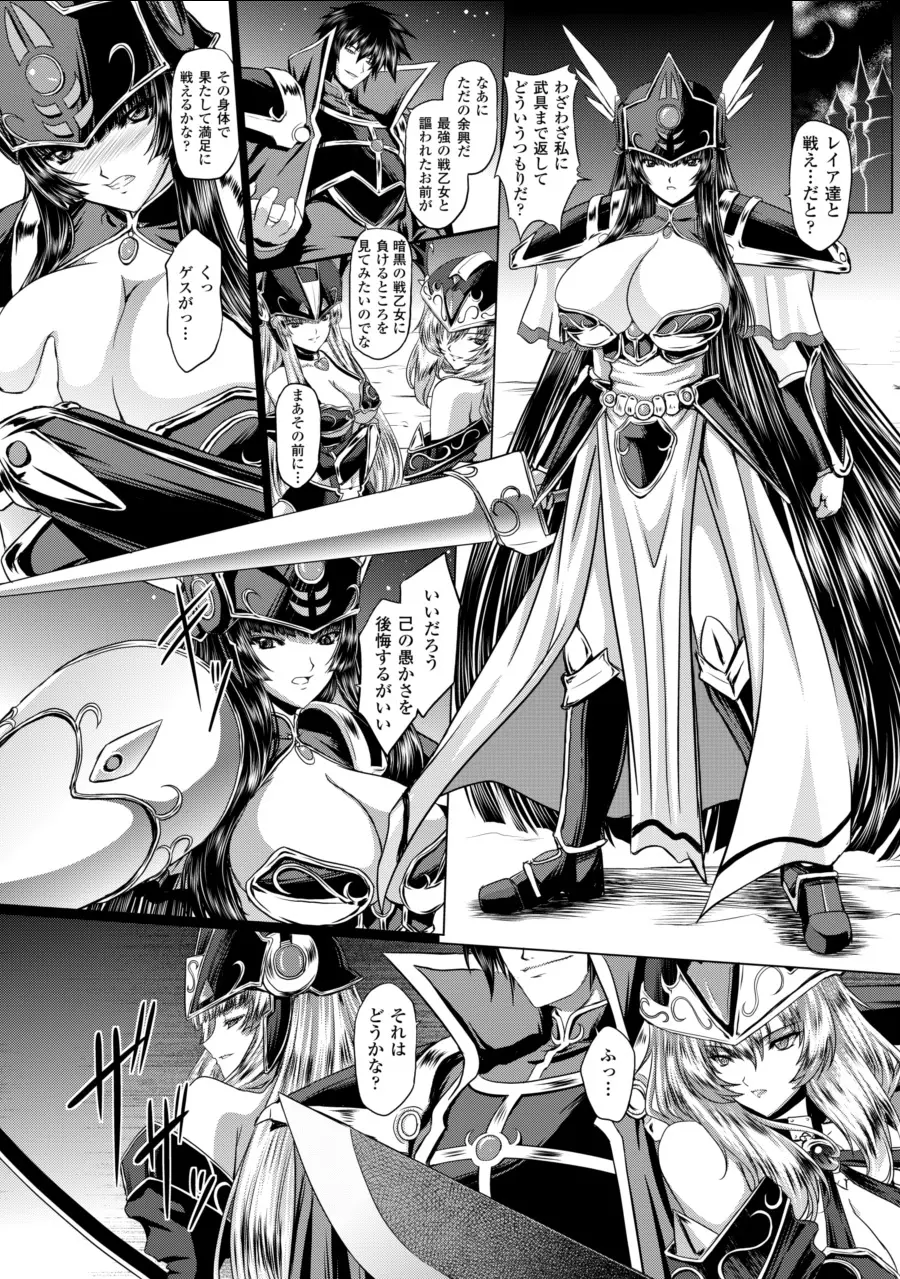 レイア達と
戦え…だと？
わざわざ私に
武具まで返して
どういうつもりだ？
なあに
ただの余興だ
最強の戦乙女と
謳われたお前が
暗黒の戦乙女に
負けるところを
見てみたいのでな
まあその前に…
その身体で
果たして満足に
戦えるかな？
くっ
ゲスがっ…
いいだろう
己の愚かさを
後悔するがいい
ふっ…
それは
どうかな？